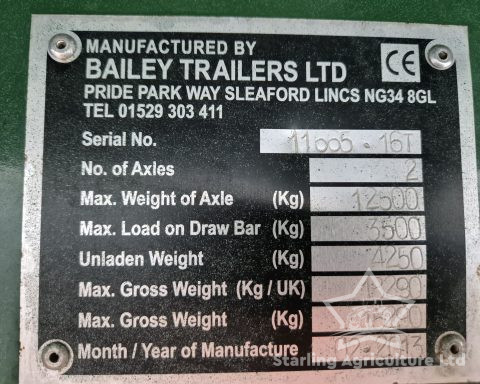 MANUFACTURED BY
BAILEY TRAILERS LTD
CE
PRIDE PARK WAY SLEAFORD LINCS NG34 8GL
TEL 01529 303 411
Serial No. 16T
No. of Axles 2
Max. Weight of Axle (Kg) 12500
Max. Load on Draw Bar (Kg) 3500
Unladen Weight (Kg) 4250
Max. Gross Weight (Kg / UK)
Max. Gross Weight (Kg)
Month / Year of Manufacture
Starling Agriculture Ltd